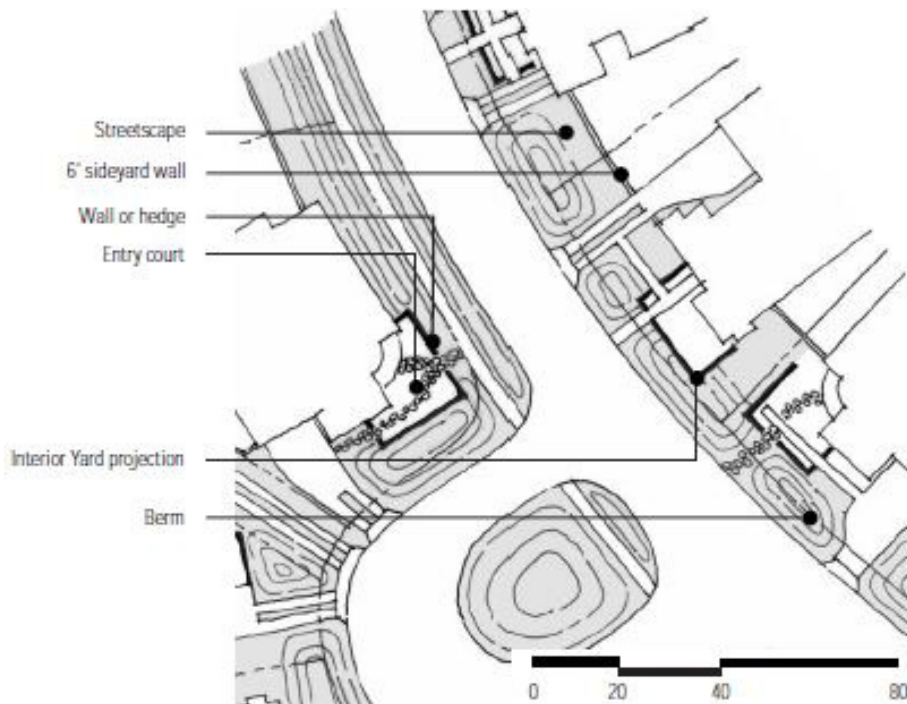 Streetscape
6' sideyard wall
Wall or hedge
Entry court
Interior Yard projection
Berm
0 20 40 80